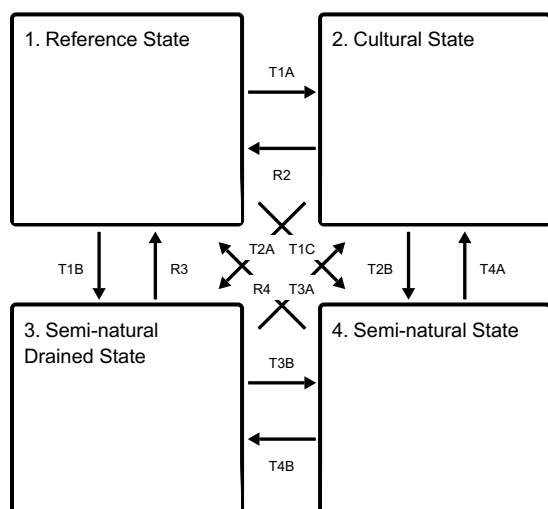 1. Reference State
2. Cultural State
T1A
R2
T2A
T1C
T1B
R3
T2B
T4A
R4
T3A
3. Semi-natural
Drained State
4. Semi-natural State
T3B
T4B